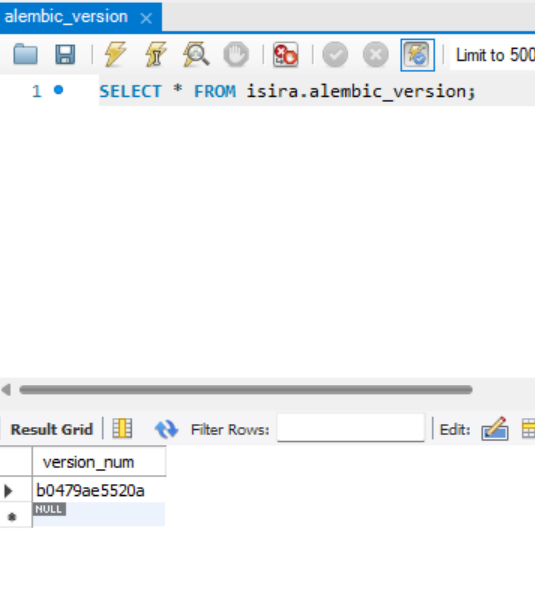 alembic_version
Limit to 500
1 SELECT * FROM isira.alembic_version;
Result Grid Filter Rows: Edit:
version_num
b0479ae5520a
NULL